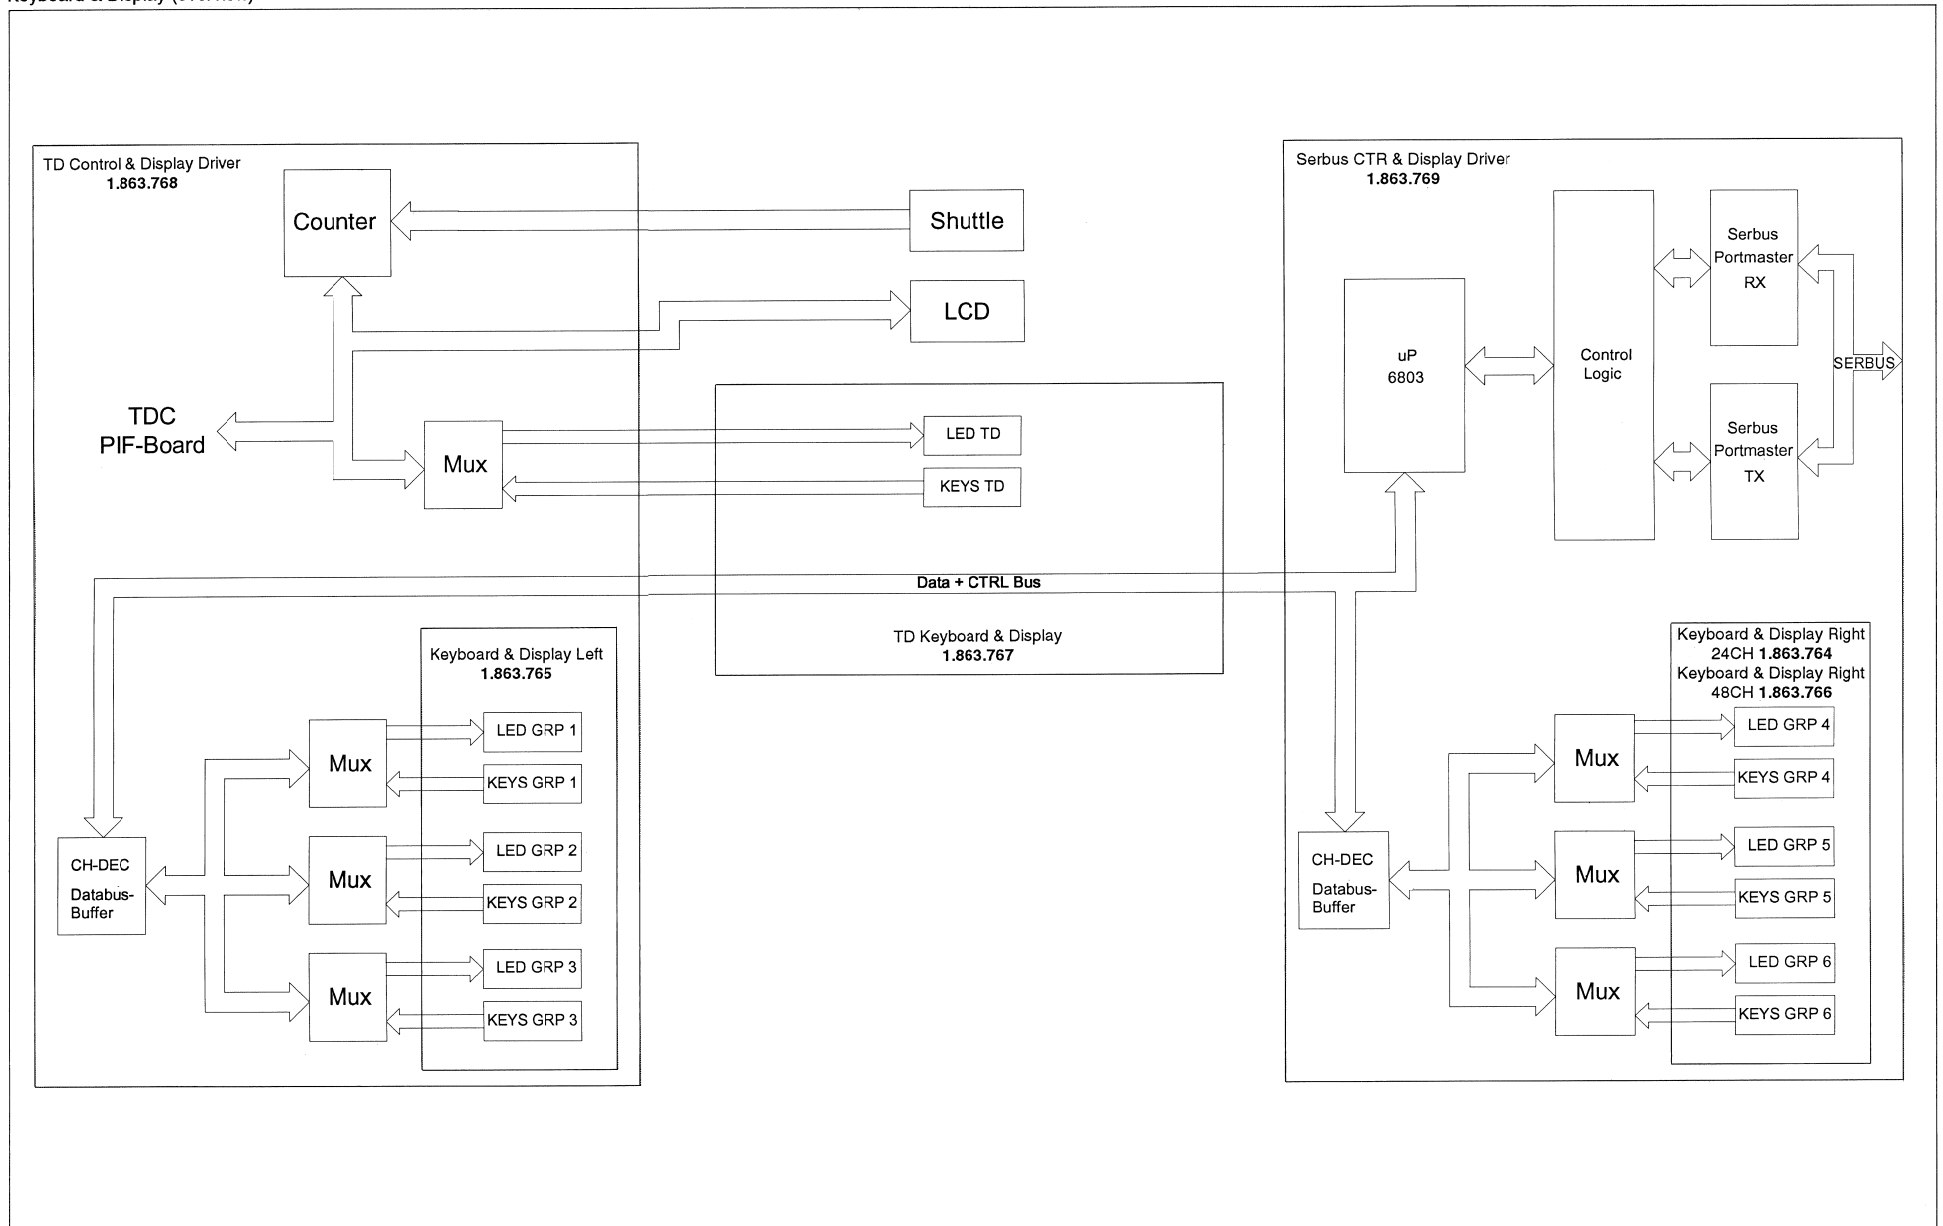 Keyboard & Display (overview)
TD Control & Display Driver
1.863.768
Counter
Shuttle
LCD
TDC
PIF-Board
Mux
LED TD
KEYS TD
Data + CTRL Bus
TD Keyboard & Display
1.863.767
Keyboard & Display Left
1.863.765
Mux
LED GRP 1
KEYS GRP 1
CH-DEC
Databus-
Buffer
Mux
LED GRP 2
KEYS GRP 2
Mux
LED GRP 3
KEYS GRP 3
Serbus CTR & Display Driver
1.863.769
uP
6803
Control
Logic
Serbus
Portmaster
RX
SERBUS
Serbus
Portmaster
TX
Keyboard & Display Right
24CH 1.863.764
Keyboard & Display Right
48CH 1.863.766
Mux
LED GRP 4
KEYS GRP 4
CH-DEC
Databus-
Buffer
Mux
LED GRP 5
KEYS GRP 5
Mux
LED GRP 6
KEYS GRP 6